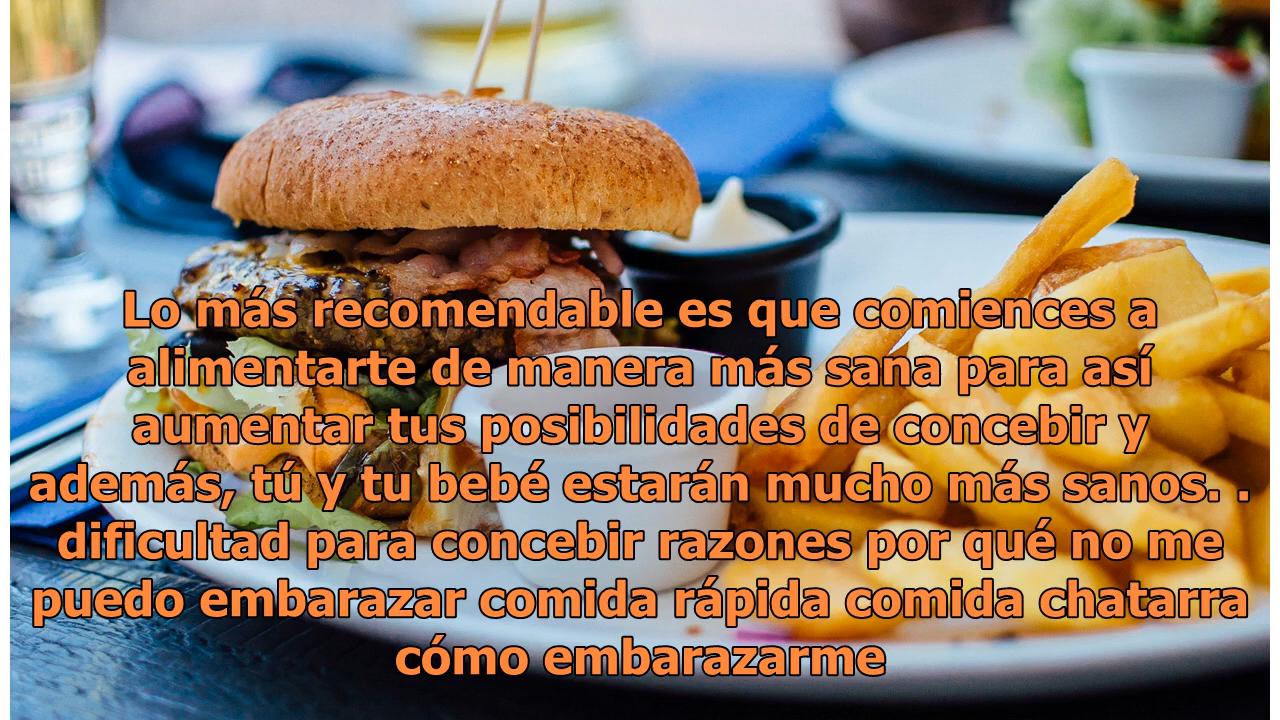 Lo más recomendable es que comiences a
alimentarte de manera más sana para así
aumentar tus posibilidades de concebir y
además, tú y tu bebé estarán mucho más sanos. .
dificultad para concebir razones por qué no me
puedo embarazar comida rápida comida chatarra
cómo embarazarme